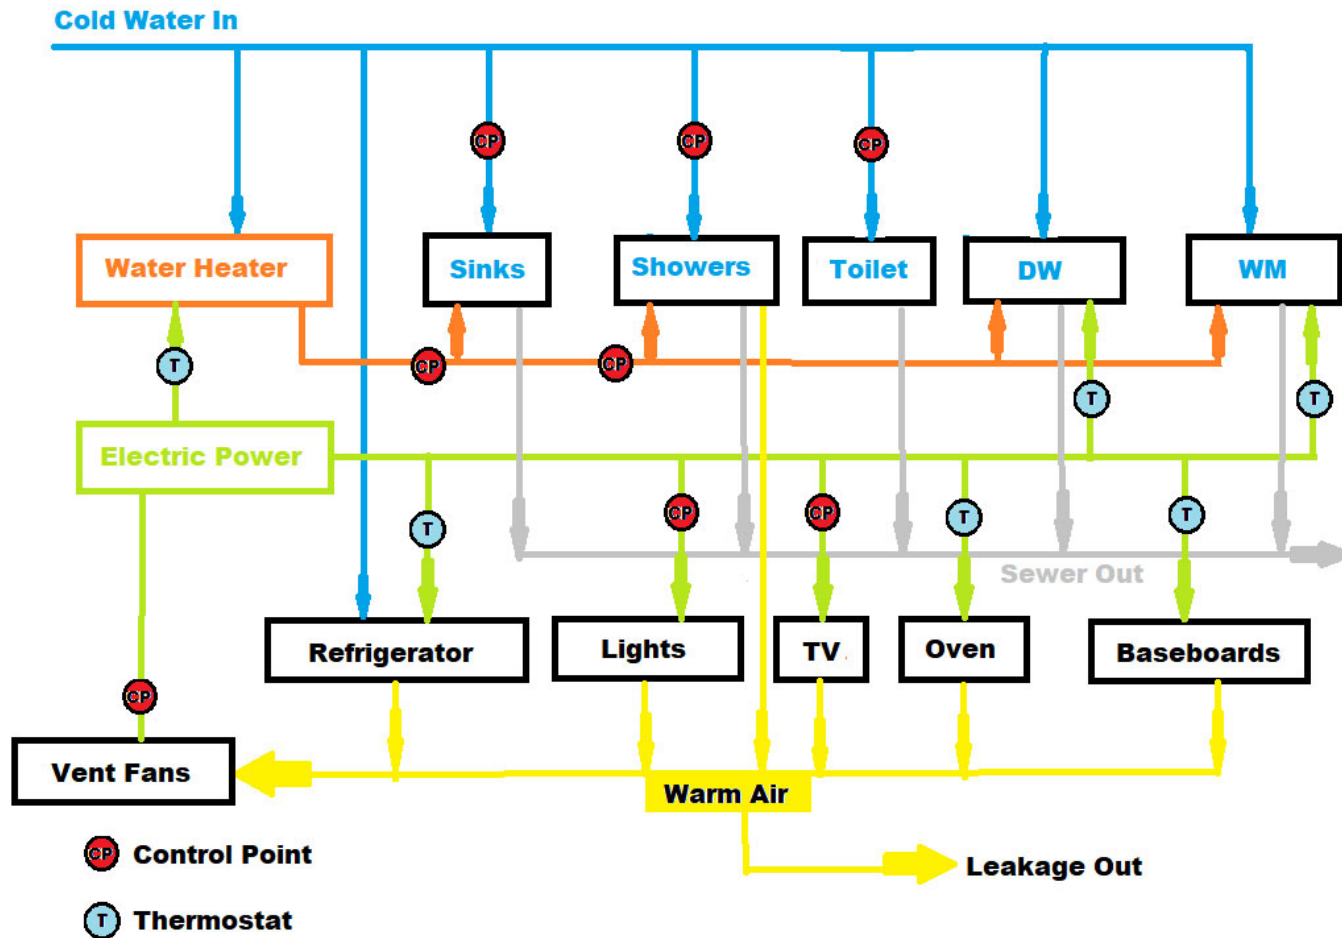 Cold Water In
CP
CP
CP
Water Heater
Sinks
Showers
Toilet
DW
WM
T
CP
CP
T
T
Electric Power
T
CP
CP
T
T
Sewer Out
Refrigerator
Lights
TV
Oven
Baseboards
CP
Vent Fans
Warm Air
CP Control Point
Leakage Out
T Thermostat